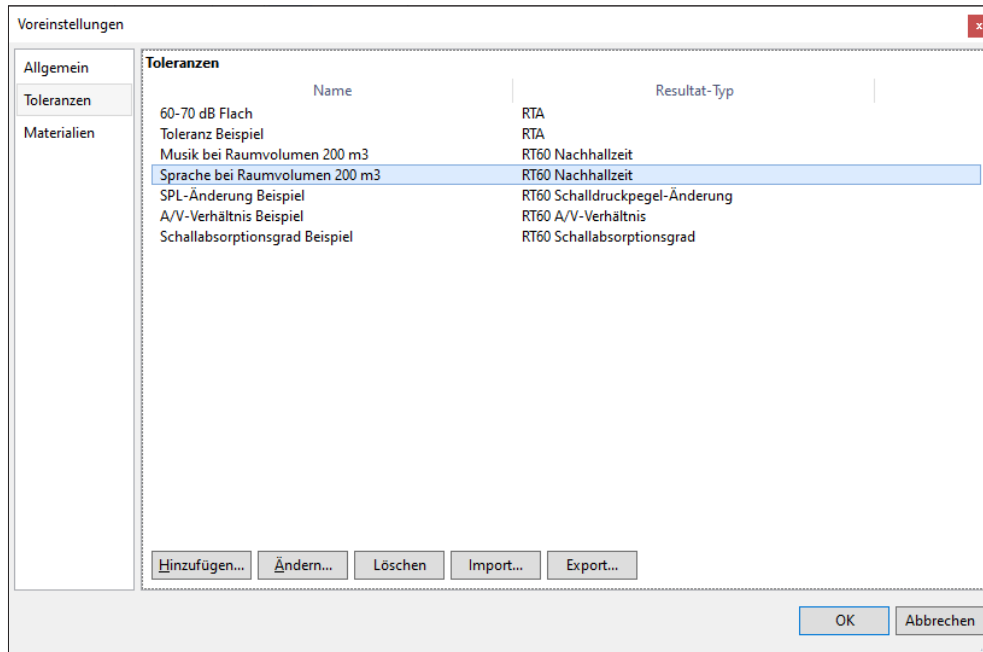 Voreinstellungen
x
Allgemein
Toleranzen
Materialien
Toleranzen
Name Resultat-Typ
60-70 dB Flach RTA
Toleranz Beispiel RTA
Musik bei Raumvolumen 200 m3 RT60 Nachhallzeit
Sprache bei Raumvolumen 200 m3 RT60 Nachhallzeit
SPL-Änderung Beispiel RT60 Schalldruckpegel-Änderung
A/V-Verhältnis Beispiel RT60 A/V-Verhältnis
Schallabsorptionsgrad Beispiel RT60 Schallabsorptionsgrad
Hinzufügen... Ändern... Löschen Import... Export...
OK Abbrechen